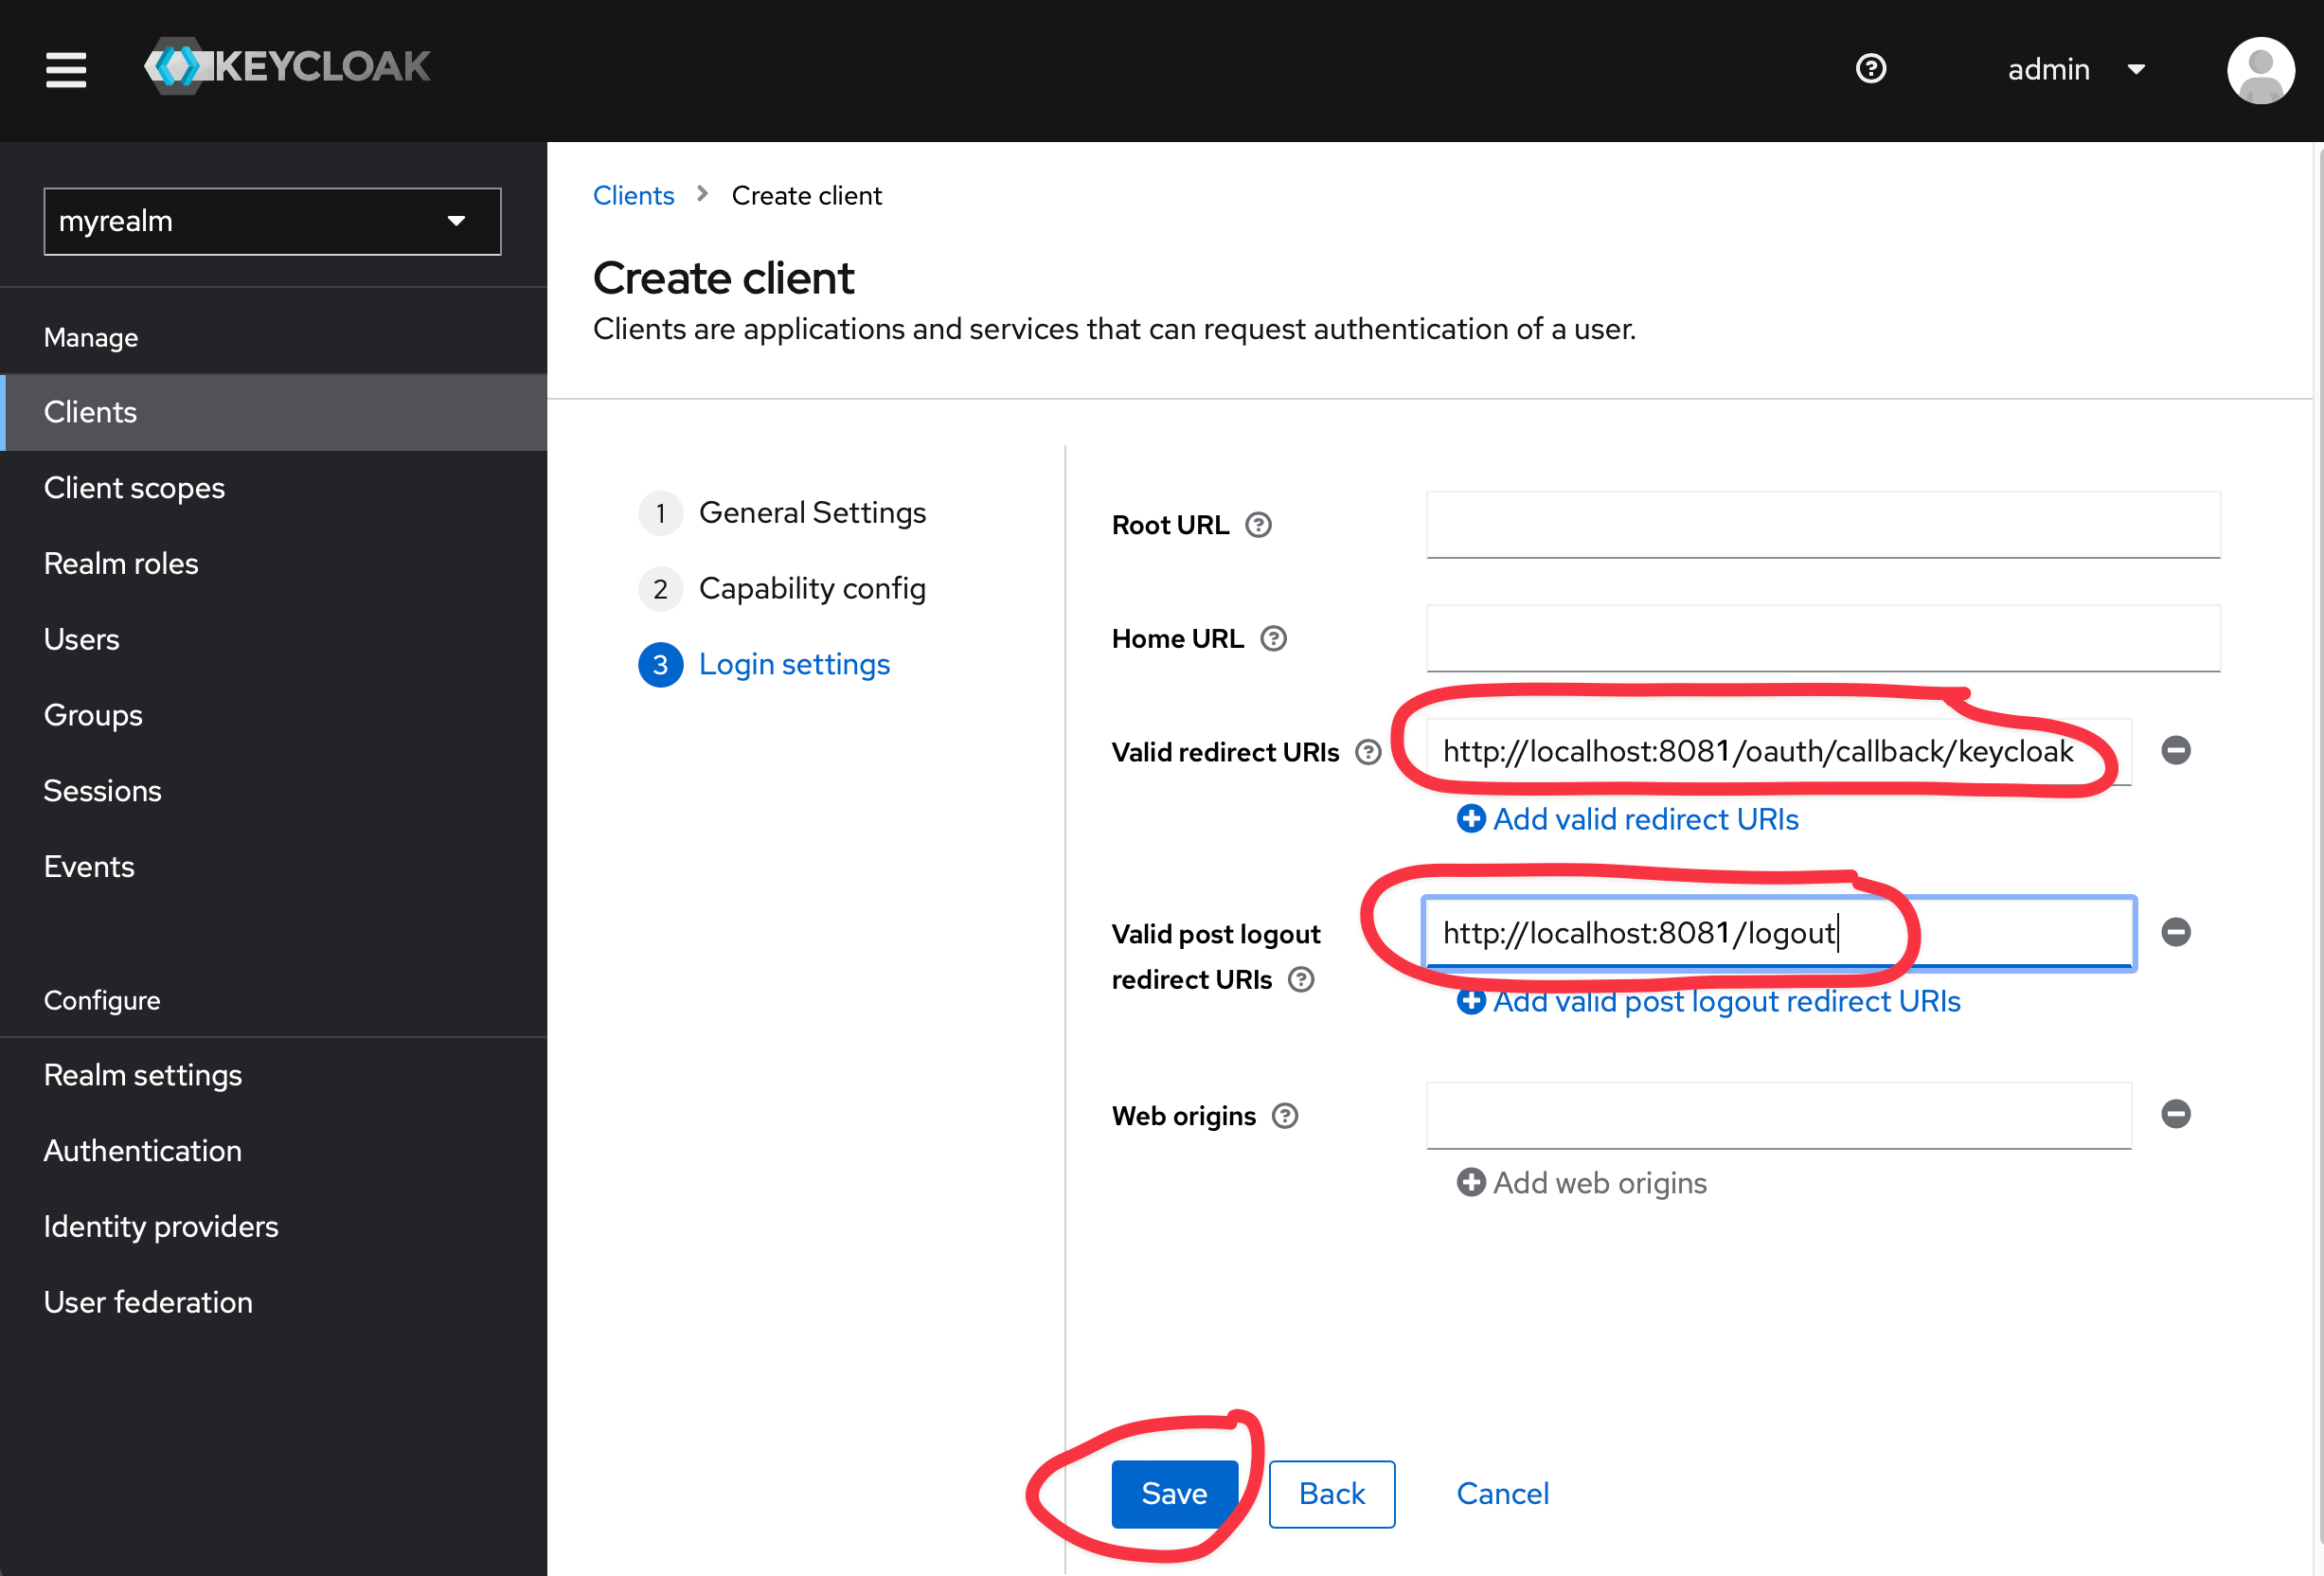 KEYCLOAK
admin
myrealm
Manage
Clients
Client scopes
Realm roles
Users
Groups
Sessions
Events
Configure
Realm settings
Authentication
Identity providers
User federation
Clients > Create client
Create client
Clients are applications and services that can request authentication of a user.
1 General Settings
2 Capability config
3 Login settings
Root URL
Home URL
Valid redirect URIs http://localhost:8081/oauth/callback/keycloak
Add valid redirect URIs
Valid post logout
redirect URIs
http://localhost:8081/logout
Add valid post logout redirect URIs
Web origins
Add web origins
Save Back Cancel